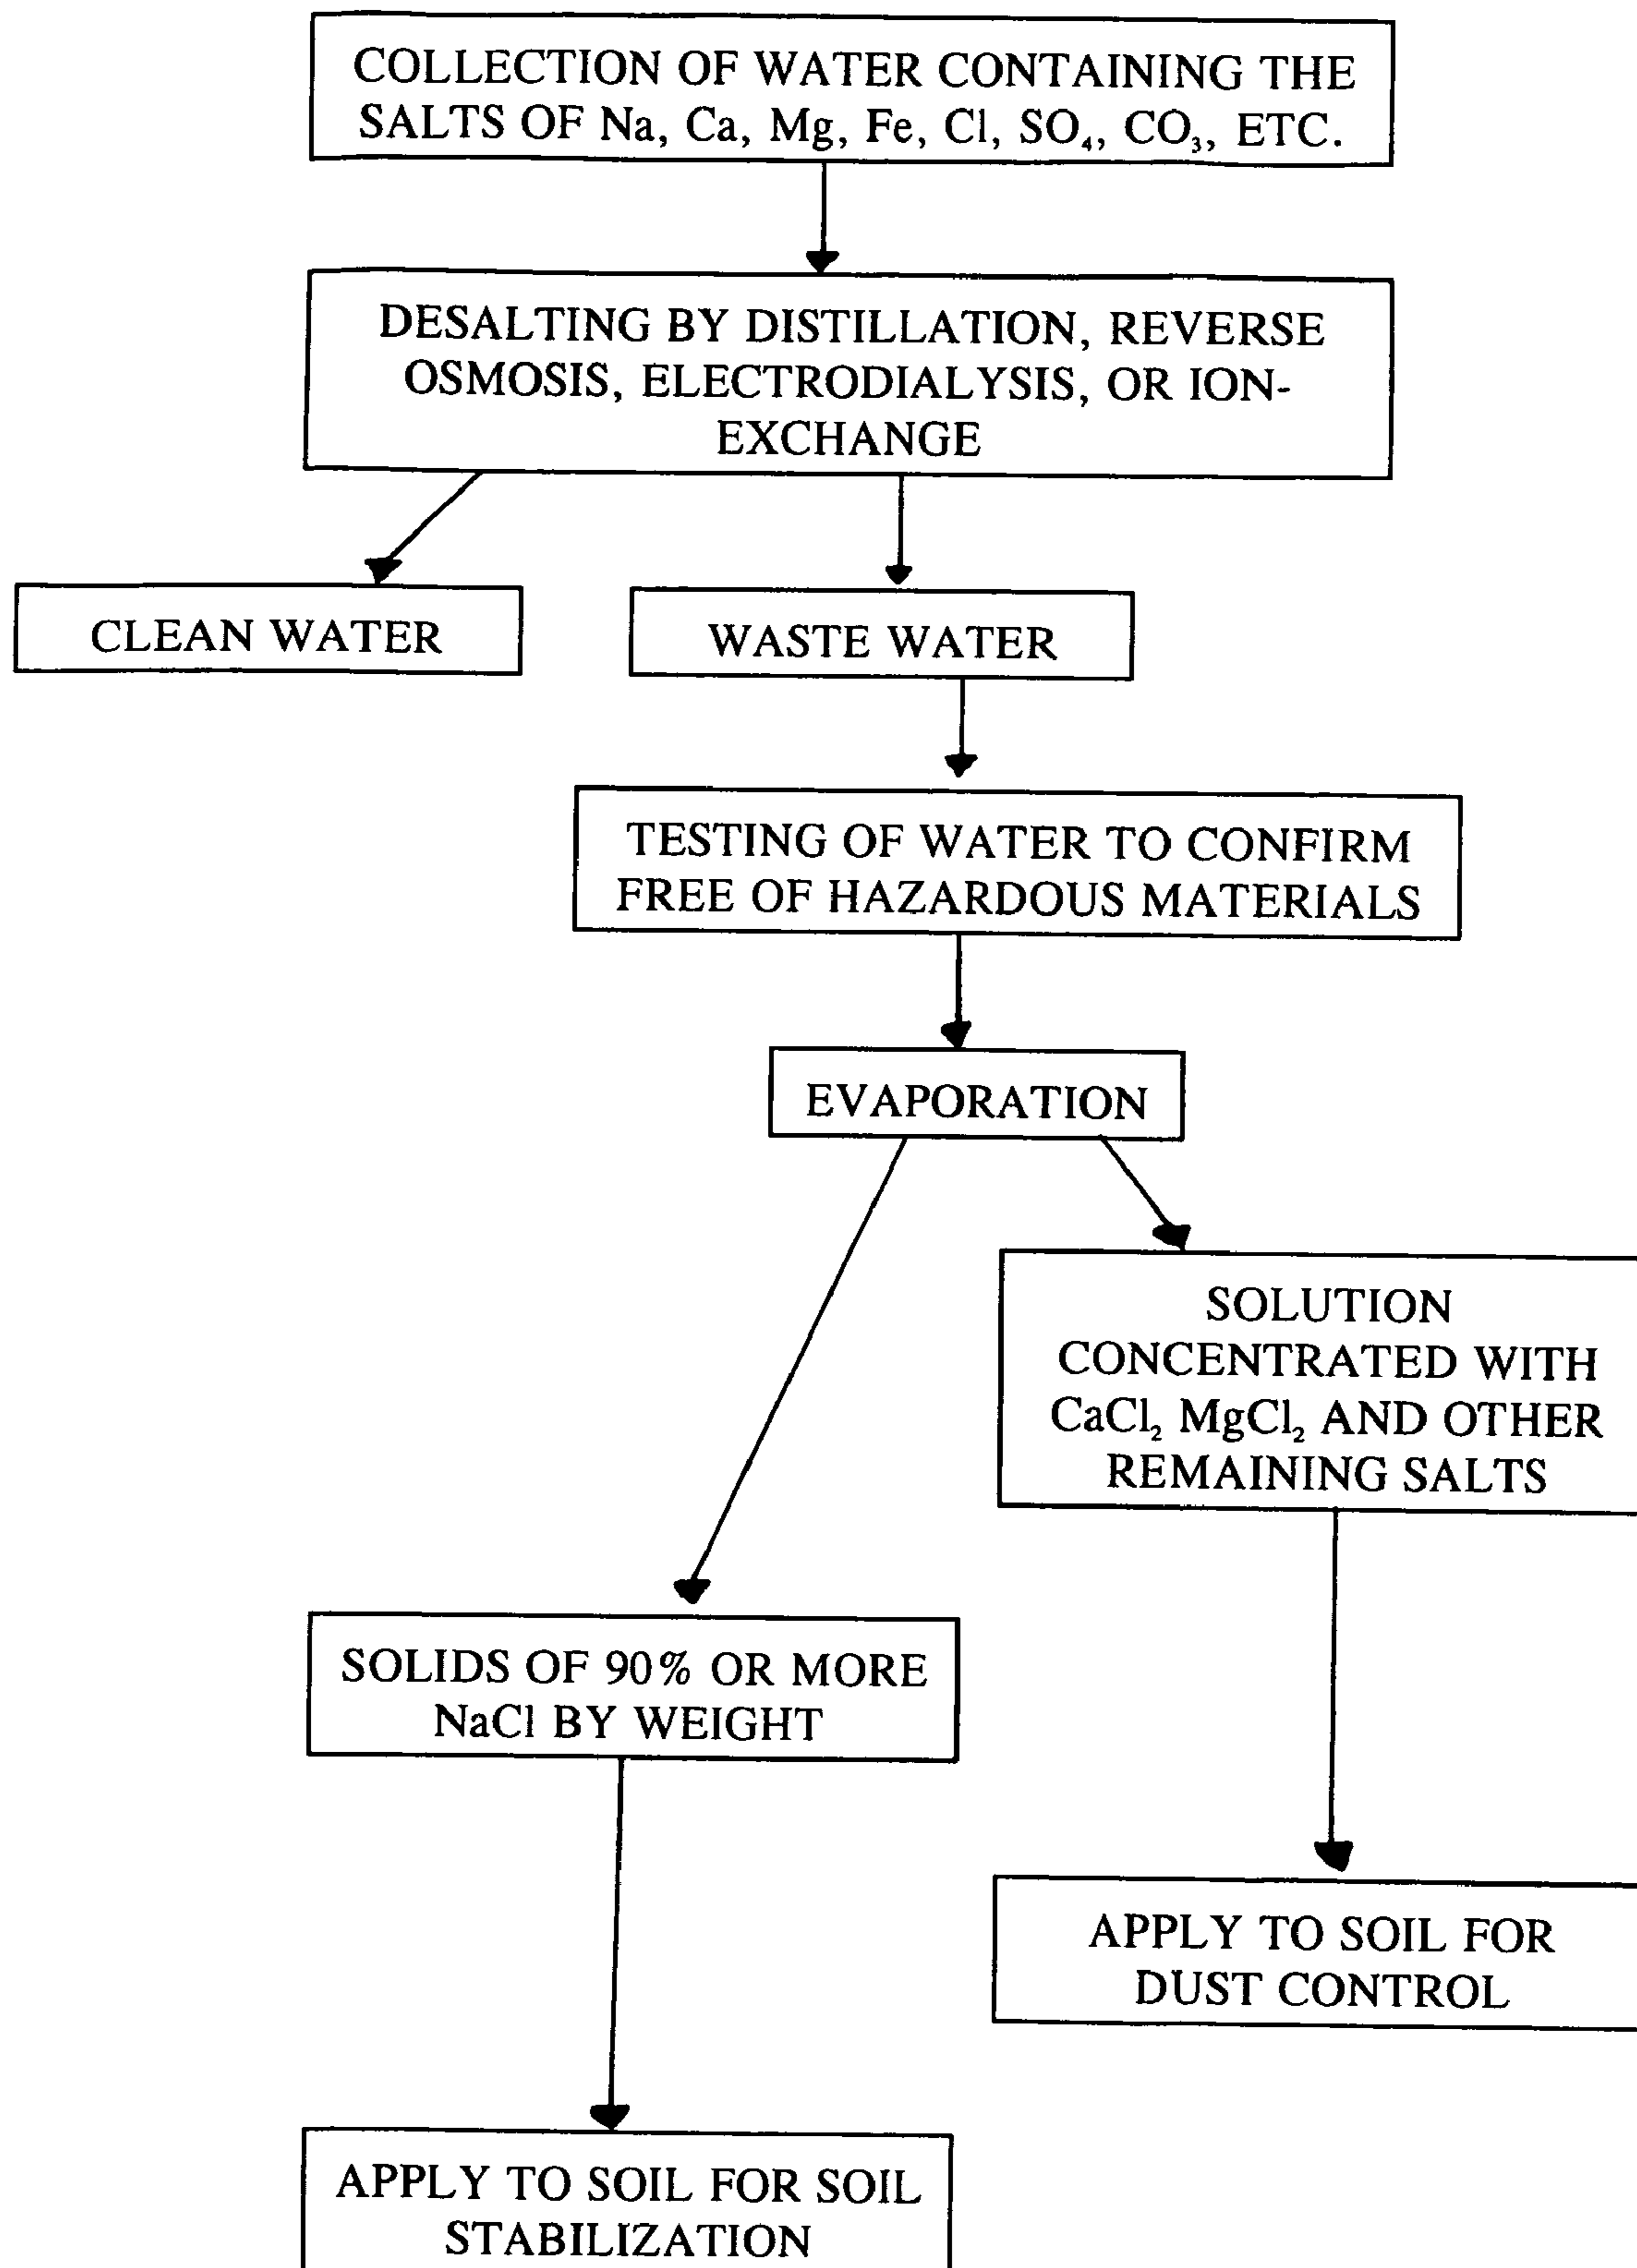 COLLECTION OF WATER CONTAINING THE
SALTS OF Na, Ca, Mg, Fe, Cl, SO₄, CO₃, ETC.
DESALTING BY DISTILLATION, REVERSE
OSMOSIS, ELECTRODIALYSIS, OR ION-
EXCHANGE
CLEAN WATER
WASTE WATER
TESTING OF WATER TO CONFIRM
FREE OF HAZARDOUS MATERIALS
EVAPORATION
SOLUTION
CONCENTRATED WITH
CaCl₂ MgCl₂ AND OTHER
REMAINING SALTS
SOLIDS OF 90% OR MORE
NaCl BY WEIGHT
APPLY TO SOIL FOR
DUST CONTROL
APPLY TO SOIL FOR SOIL
STABILIZATION